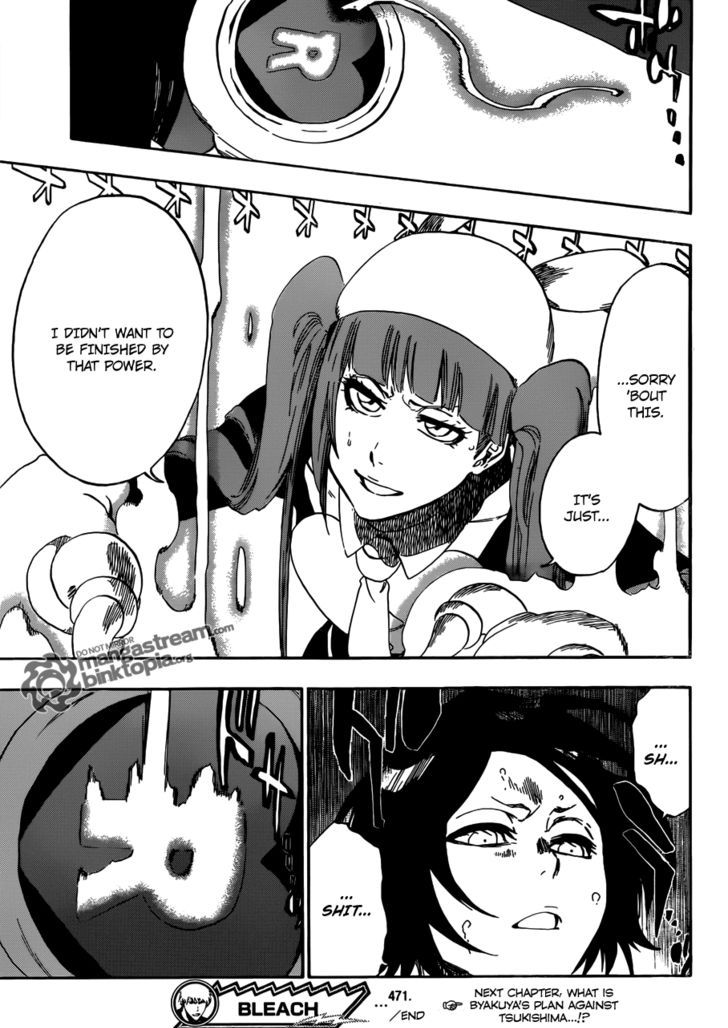 R
...SORRY
'BOUT
THIS.
IT'S
JUST...
I DIDN'T WANT TO
BE FINISHED BY
THAT POWER.
DO NOT MIRROR
mangastream.com
binktopia.org
...
SH...
...
SHIT...
R
BLEACH
...471.
/END
☞ NEXT CHAPTER, WHAT IS
BYAKUYA'S PLAN AGAINST
TSUKISHIMA...!?